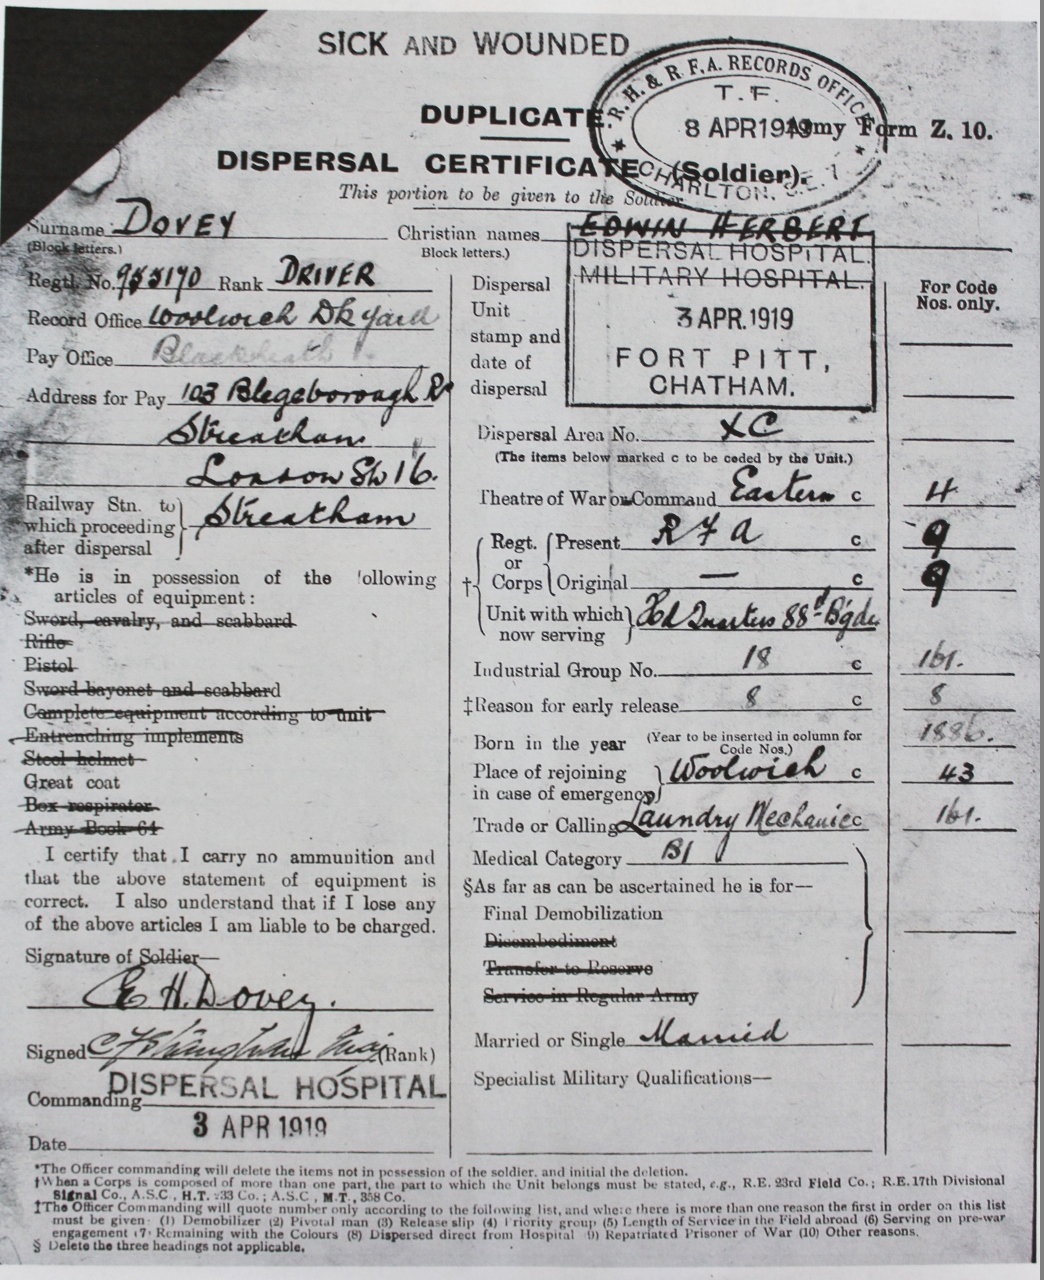 SICK AND WOUNDED
R.H. & R.F.A. RECORDS OFFICE
T.F.
8 APR 1919
CHARLTON, S.E. 7
DUPLICATE
Army Form Z. 10.
DISPERSAL CERTIFICATE (Soldier).
This portion to be given to the Soldier.
Surname DOVEY
(Block letters.)
Christian names EDWIN HERBERT
Block letters.)
Regtl. No. 955170 Rank DRIVER
Record Office Woolwich Dkyard
Pay Office Blackheath
Address for Pay 103 Blegeborough Rd
Streatham
London SW 16.
Railway Stn. to
which proceeding
after dispersal
Streatham
*He is in possession of the following
articles of equipment:
Sword, cavalry, and scabbard
Rifle
Pistol
Sword bayonet and scabbard
Complete equipment according to unit
Entrenching implements
Steel helmet
Great coat
Box respirator
Army Book 64
I certify that I carry no ammunition and
that the above statement of equipment is
correct. I also understand that if I lose any
of the above articles I am liable to be charged.
Signature of Soldier—
E H. Dovey.
Signed (Rank)
DISPERSAL HOSPITAL
Commanding
3 APR 1919
Date
Dispersal
Unit
stamp and
date of
dispersal
DISPERSAL HOSPITAL.
MILITARY HOSPITAL.
3 APR. 1919
FORT PITT,
CHATHAM.
For Code
Nos. only.
Dispersal Area No. XC
(The items below marked c to be coded by the Unit.)
Theatre of War or Command Eastern c 4
Regt. or Corps
Present R F A c 9
Original — c 9
Unit with which
now serving
Hd Quarters 88d Bgde
Industrial Group No. 18 c 161.
‡Reason for early release 8 c 8
Born in the year (Year to be inserted in column for
Code Nos.) 1886.
Place of rejoining
in case of emergency
Woolwich c 43
Trade or Calling Laundry Mechanic c 161.
Medical Category B1
§As far as can be ascertained he is for—
Final Demobilization
Disembodiment
Transfer to Reserve
Service in Regular Army
Married or Single Married
Specialist Military Qualifications—
*The Officer commanding will delete the items not in possession of the soldier, and initial the deletion.
†When a Corps is composed of more than one part, the part to which the Unit belongs must be stated, e.g., R.E. 23rd Field Co.; R.E. 17th Divisional
Signal Co., A.S.C., H.T. 233 Co.; A.S.C., M.T., 358 Co.
‡The Officer Commanding will quote number only according to the following list, and where there is more than one reason the first in order on this list
must be given (1) Demobilizer (2) Pivotal man (3) Release slip (4) Priority group (5) Length of Service in the Field abroad (6) Serving on pre-war
engagement (7) Remaining with the Colours (8) Dispersed direct from Hospital (9) Repatriated Prisoner of War (10) Other reasons.
§ Delete the three headings not applicable.